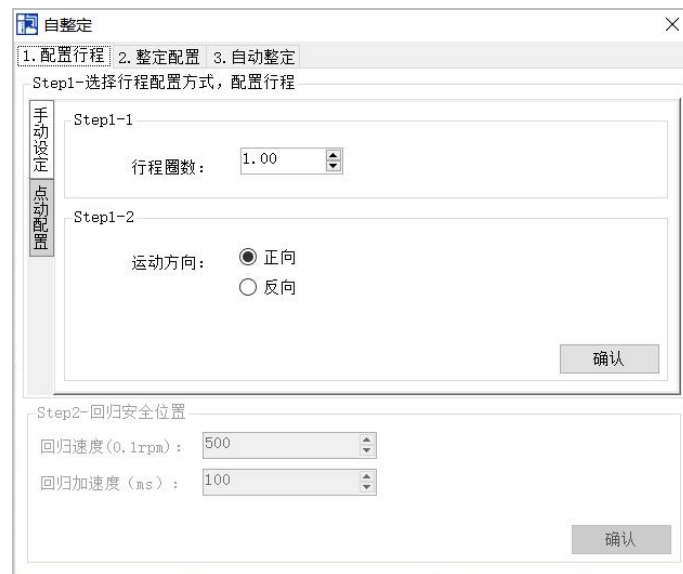 自整定
1.配置行程 2.整定配置 3.自动整定
Step1-选择行程配置方式，配置行程
手动设定
点动配置
Step1-1
行程圈数： 1.00
Step1-2
运动方向： 正向
反向
确认
Step2-回归安全位置
回归速度(0.1rpm)： 500
回归加速度（ms）： 100
确认